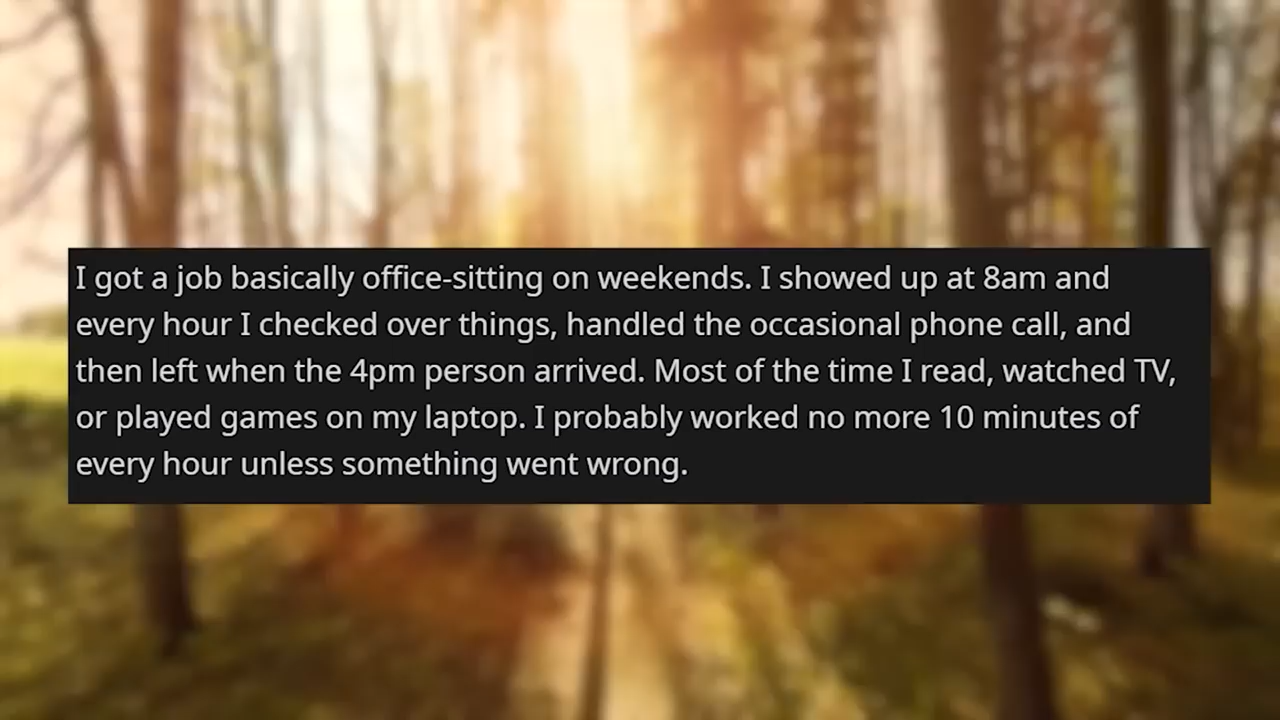 I got a job basically office-sitting on weekends. I showed up at 8am and
every hour I checked over things, handled the occasional phone call, and
then left when the 4pm person arrived. Most of the time I read, watched TV,
or played games on my laptop. I probably worked no more 10 minutes of
every hour unless something went wrong.